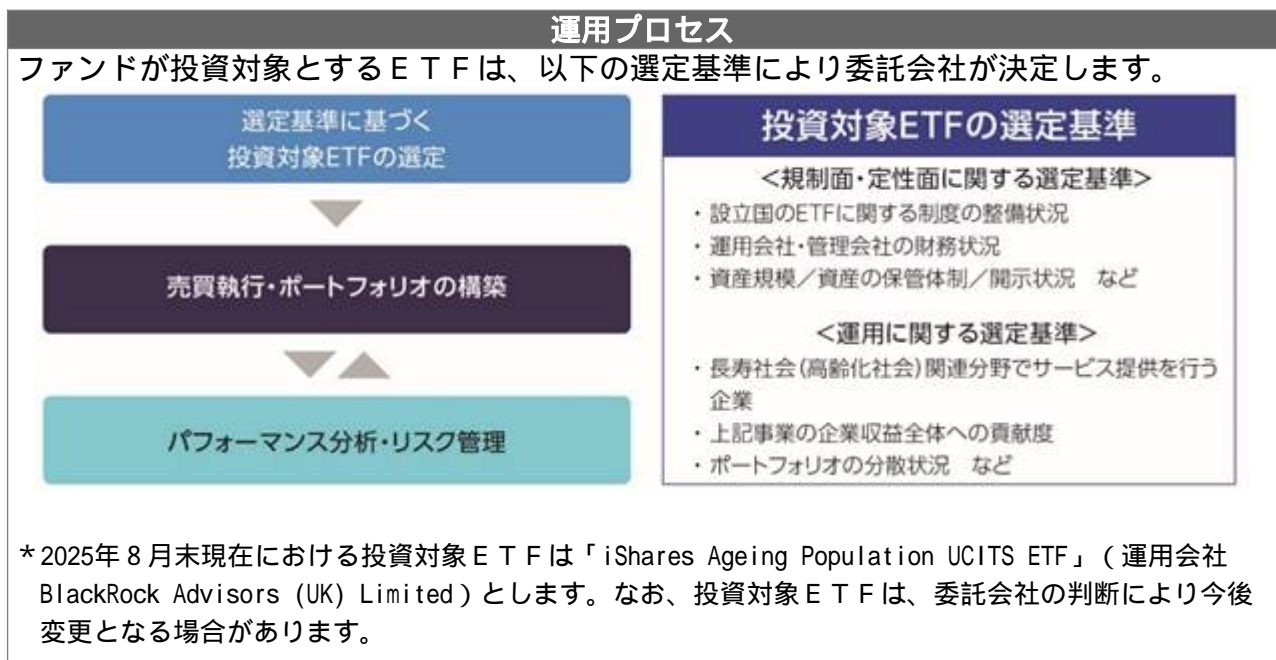 運用プロセス
ファンドが投資対象とするＥＴＦは、以下の選定基準により委託会社が決定します。
選定基準に基づく
投資対象ETFの選定
売買執行・ポートフォリオの構築
パフォーマンス分析・リスク管理
投資対象ETFの選定基準
＜規制面・定性面に関する選定基準＞
・設立国のETFに関する制度の整備状況
・運用会社・管理会社の財務状況
・資産規模／資産の保管体制／開示状況　など
＜運用に関する選定基準＞
・長寿社会(高齢化社会)関連分野でサービス提供を行う
企業
・上記事業の企業収益全体への貢献度
・ポートフォリオの分散状況　など
＊2025年８月末現在における投資対象ＥＴＦは「iShares Ageing Population UCITS ETF」（運用会社
BlackRock Advisors (UK) Limited）とします。なお、投資対象ＥＴＦは、委託会社の判断により今後
変更となる場合があります。